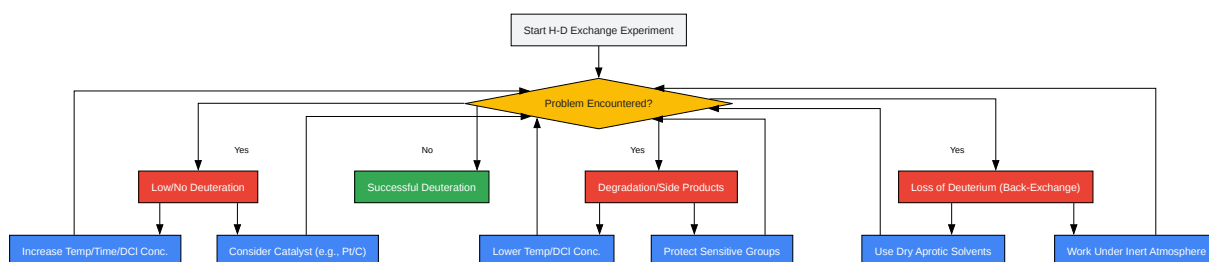 Start H-D Exchange Experiment
Problem Encountered?
Yes
No
Yes
Yes
Low/No Deuteration
Successful Deuteration
Degradation/Side Products
Loss of Deuterium (Back-Exchange)
Increase Temp/Time/DCl Conc.
Consider Catalyst (e.g., Pt/C)
Lower Temp/DCl Conc.
Protect Sensitive Groups
Use Dry Aprotic Solvents
Work Under Inert Atmosphere